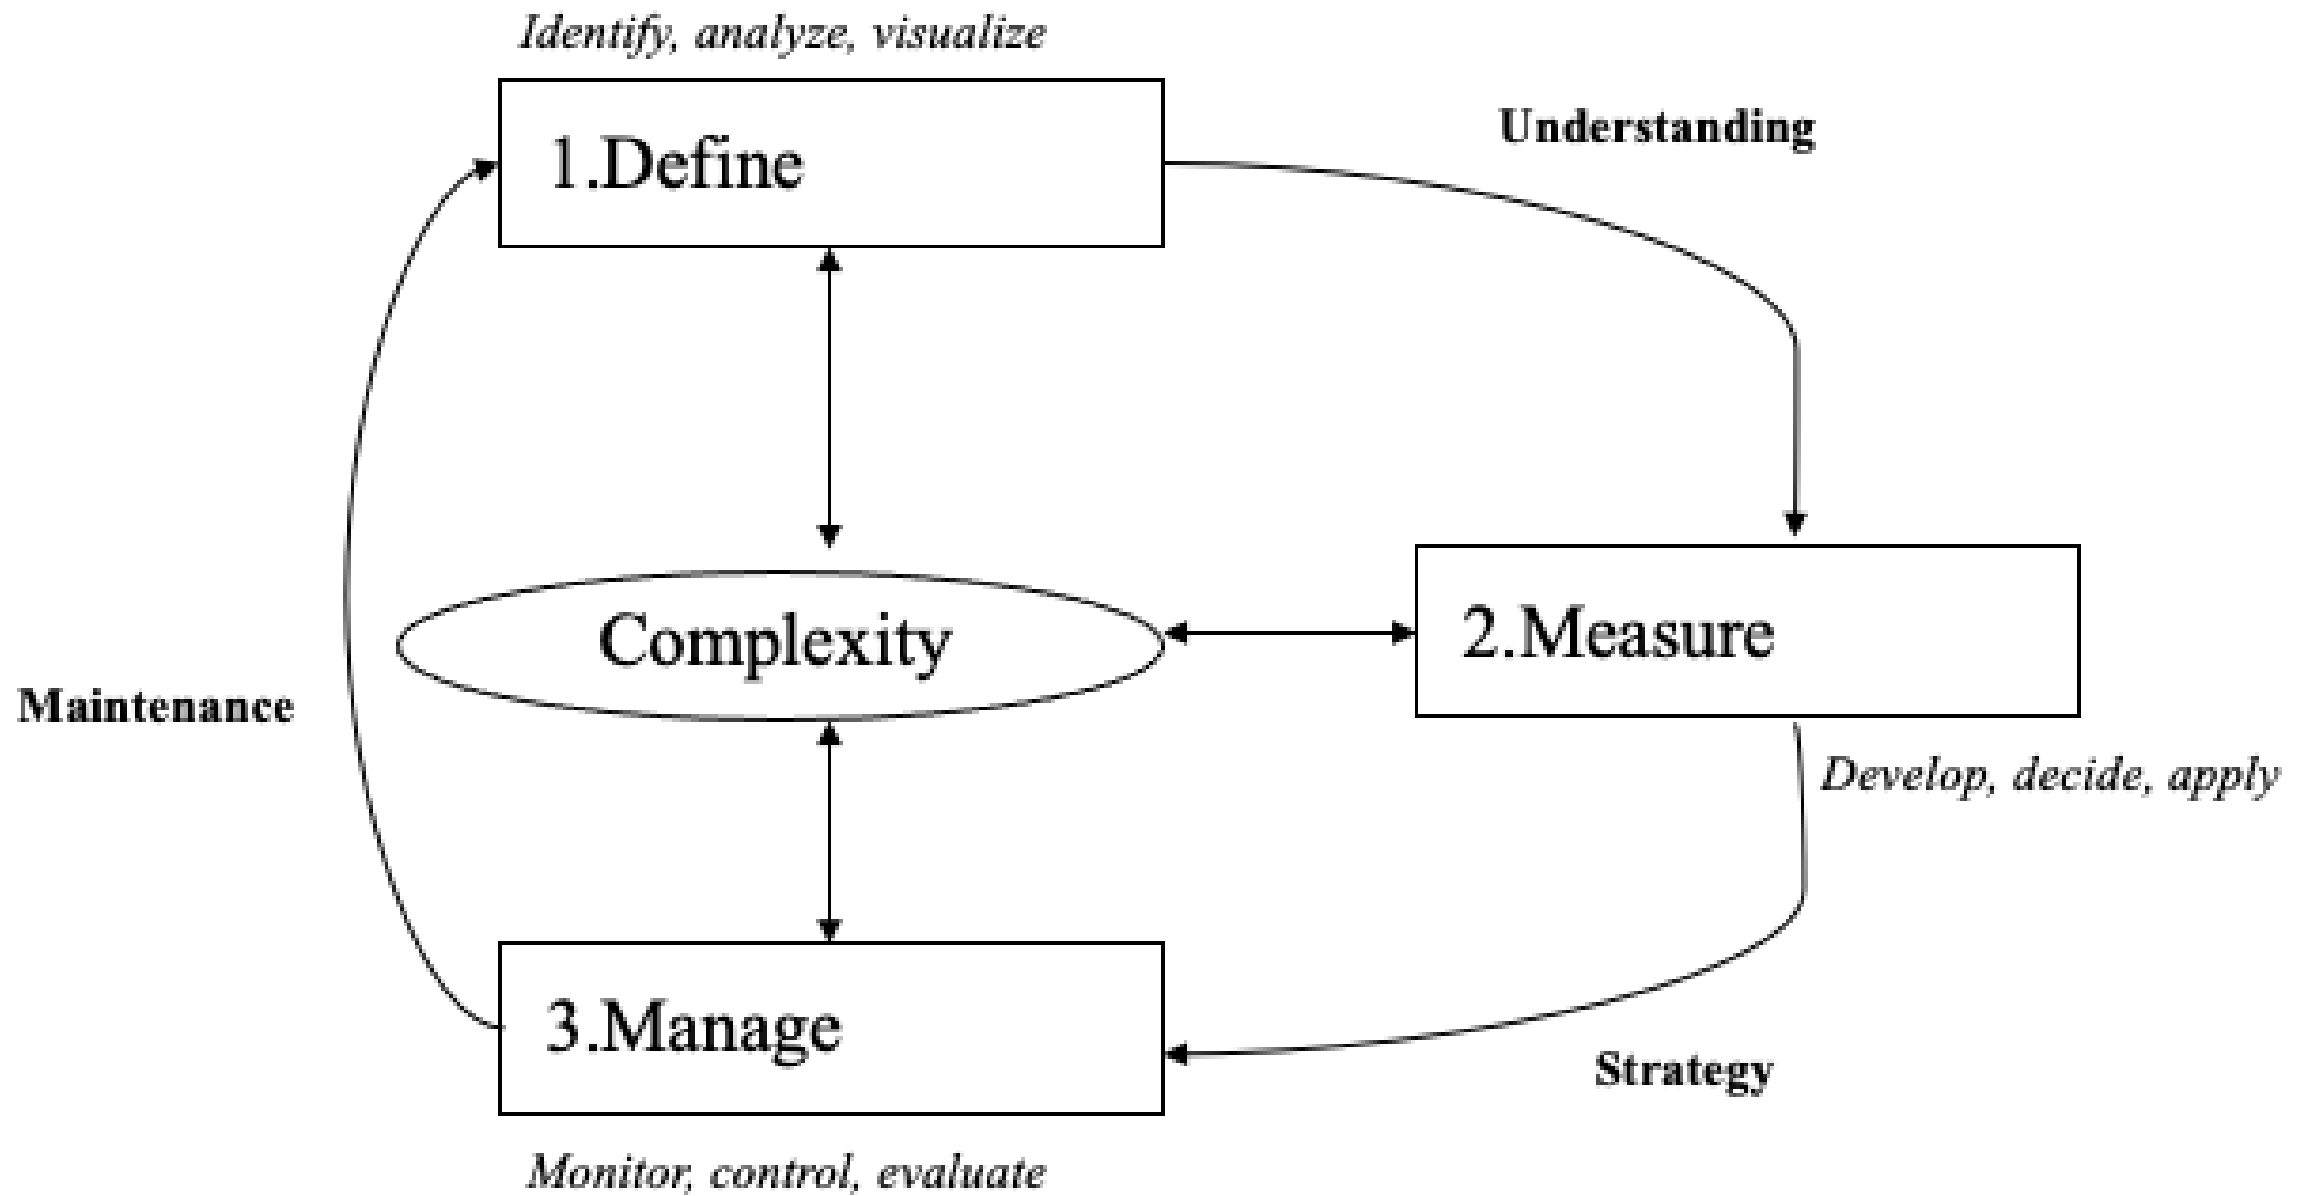 Identify, analyze, visualize
Understanding
1.Define
Complexity
2.Measure
Maintenance
Develop, decide, apply
3.Manage
Strategy
Monitor, control, evaluate